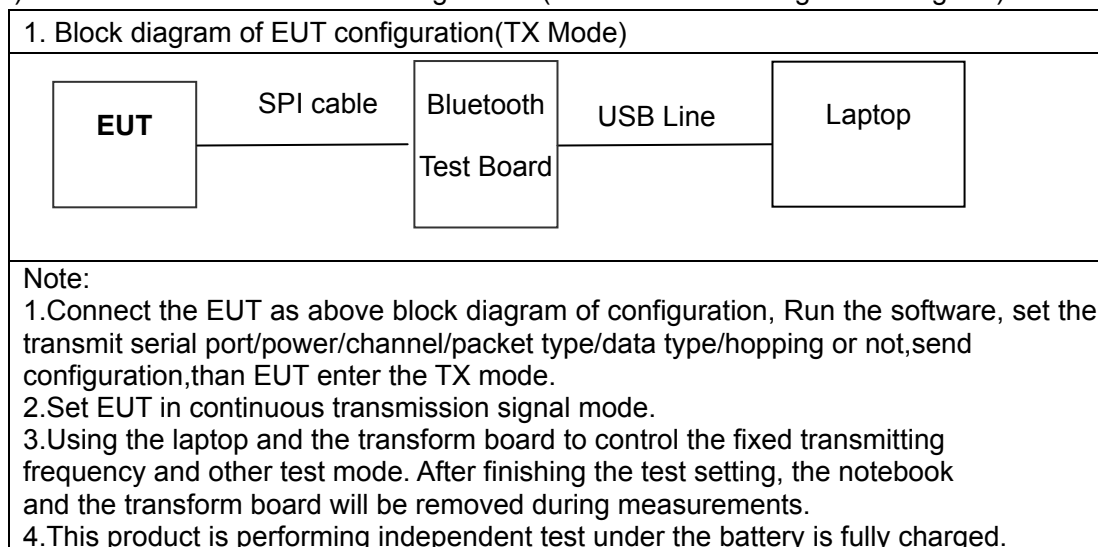 1. Block diagram of EUT configuration(TX Mode)
EUT
SPI cable
Bluetooth
Test Board
USB Line
Laptop
Note:
1.Connect the EUT as above block diagram of configuration, Run the software, set the
transmit serial port/power/channel/packet type/data type/hopping or not,send
configuration,than EUT enter the TX mode.
2.Set EUT in continuous transmission signal mode.
3.Using the laptop and the transform board to control the fixed transmitting
frequency and other test mode. After finishing the test setting, the notebook
and the transform board will be removed during measurements.
4.This product is performing independent test under the battery is fully charged.